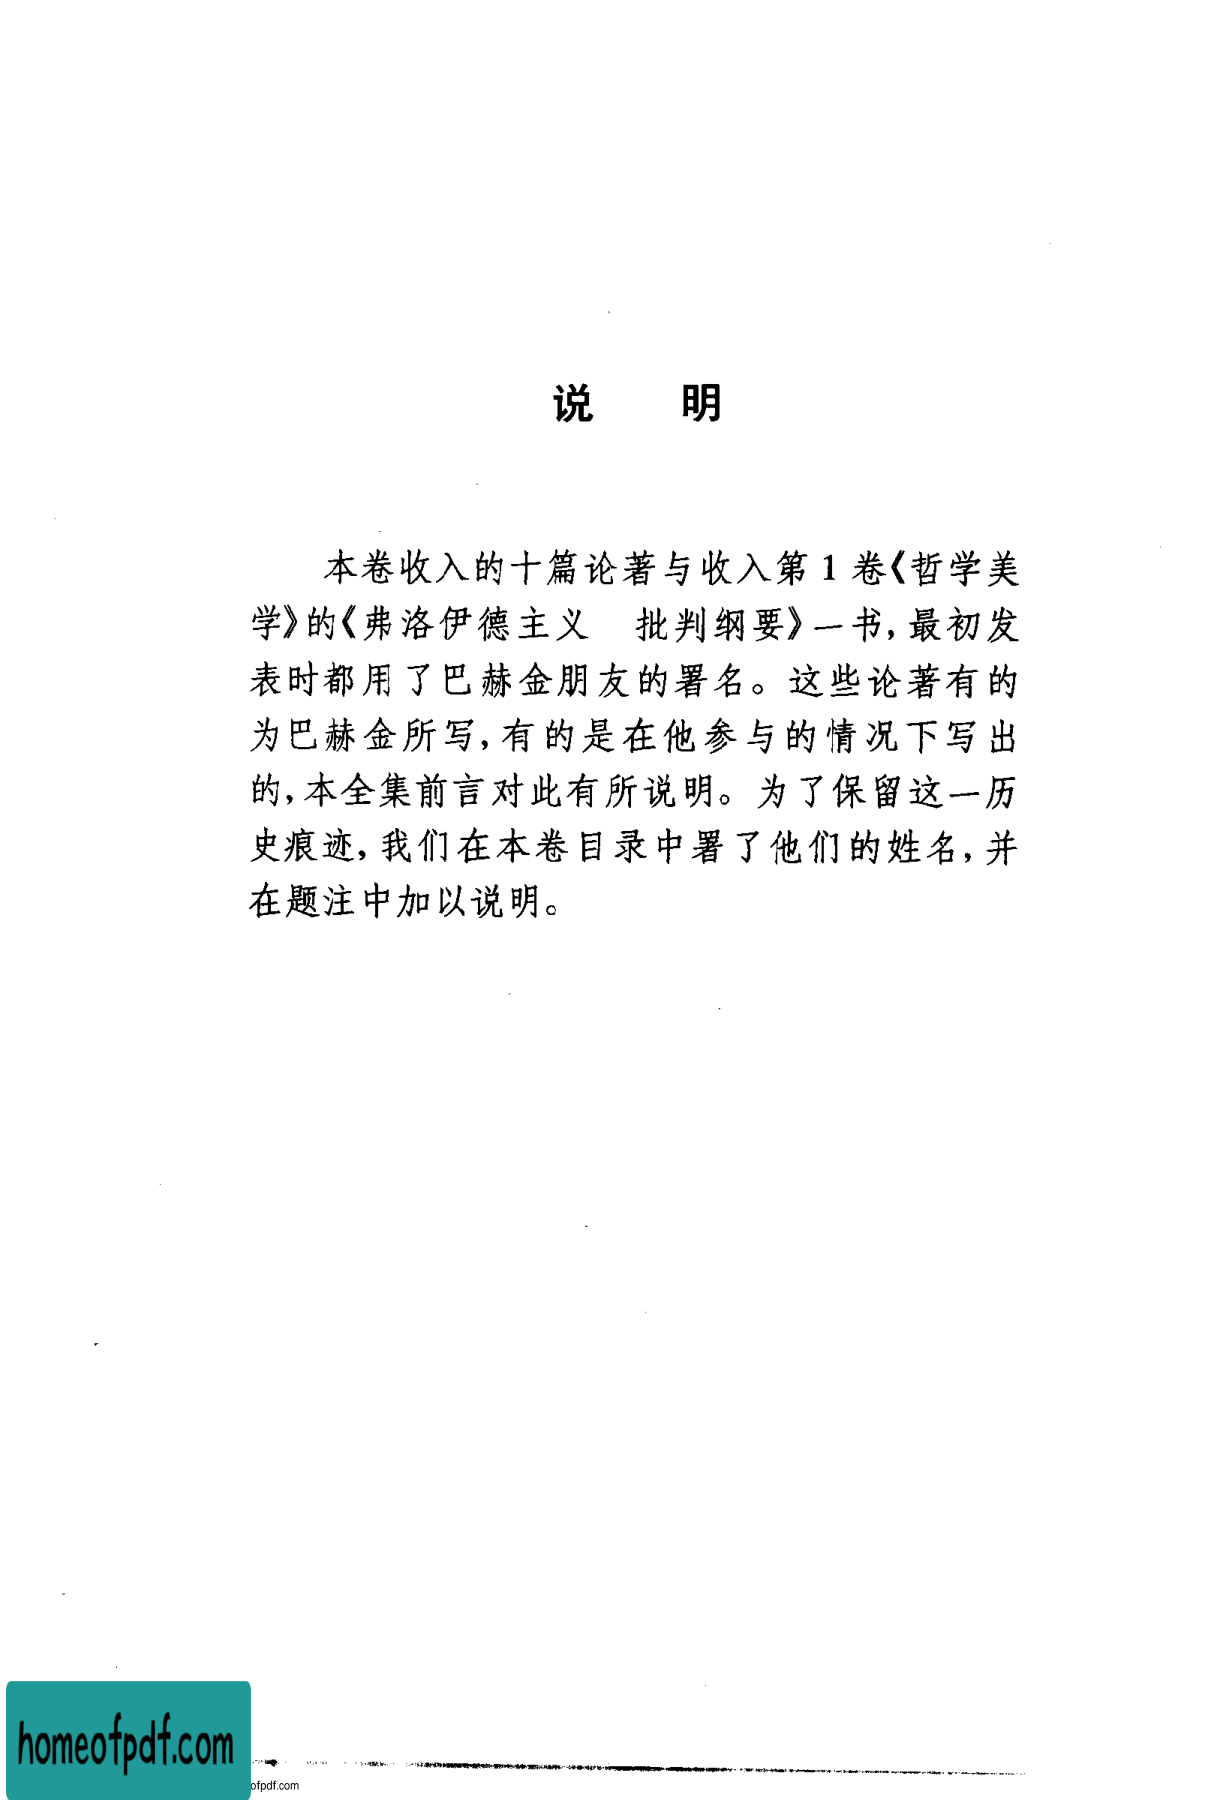 说　　明
本卷收入的十篇论著与收入第1卷《哲学美
学》的《弗洛伊德主义　批判纲要》一书,最初发
表时都用了巴赫金朋友的署名。这些论著有的
为巴赫金所写,有的是在他参与的情况下写出
的,本全集前言对此有所说明。为了保留这一历
史痕迹,我们在本卷目录中署了他们的姓名,并
在题注中加以说明。
homeofpdf.com
ofpdf.com